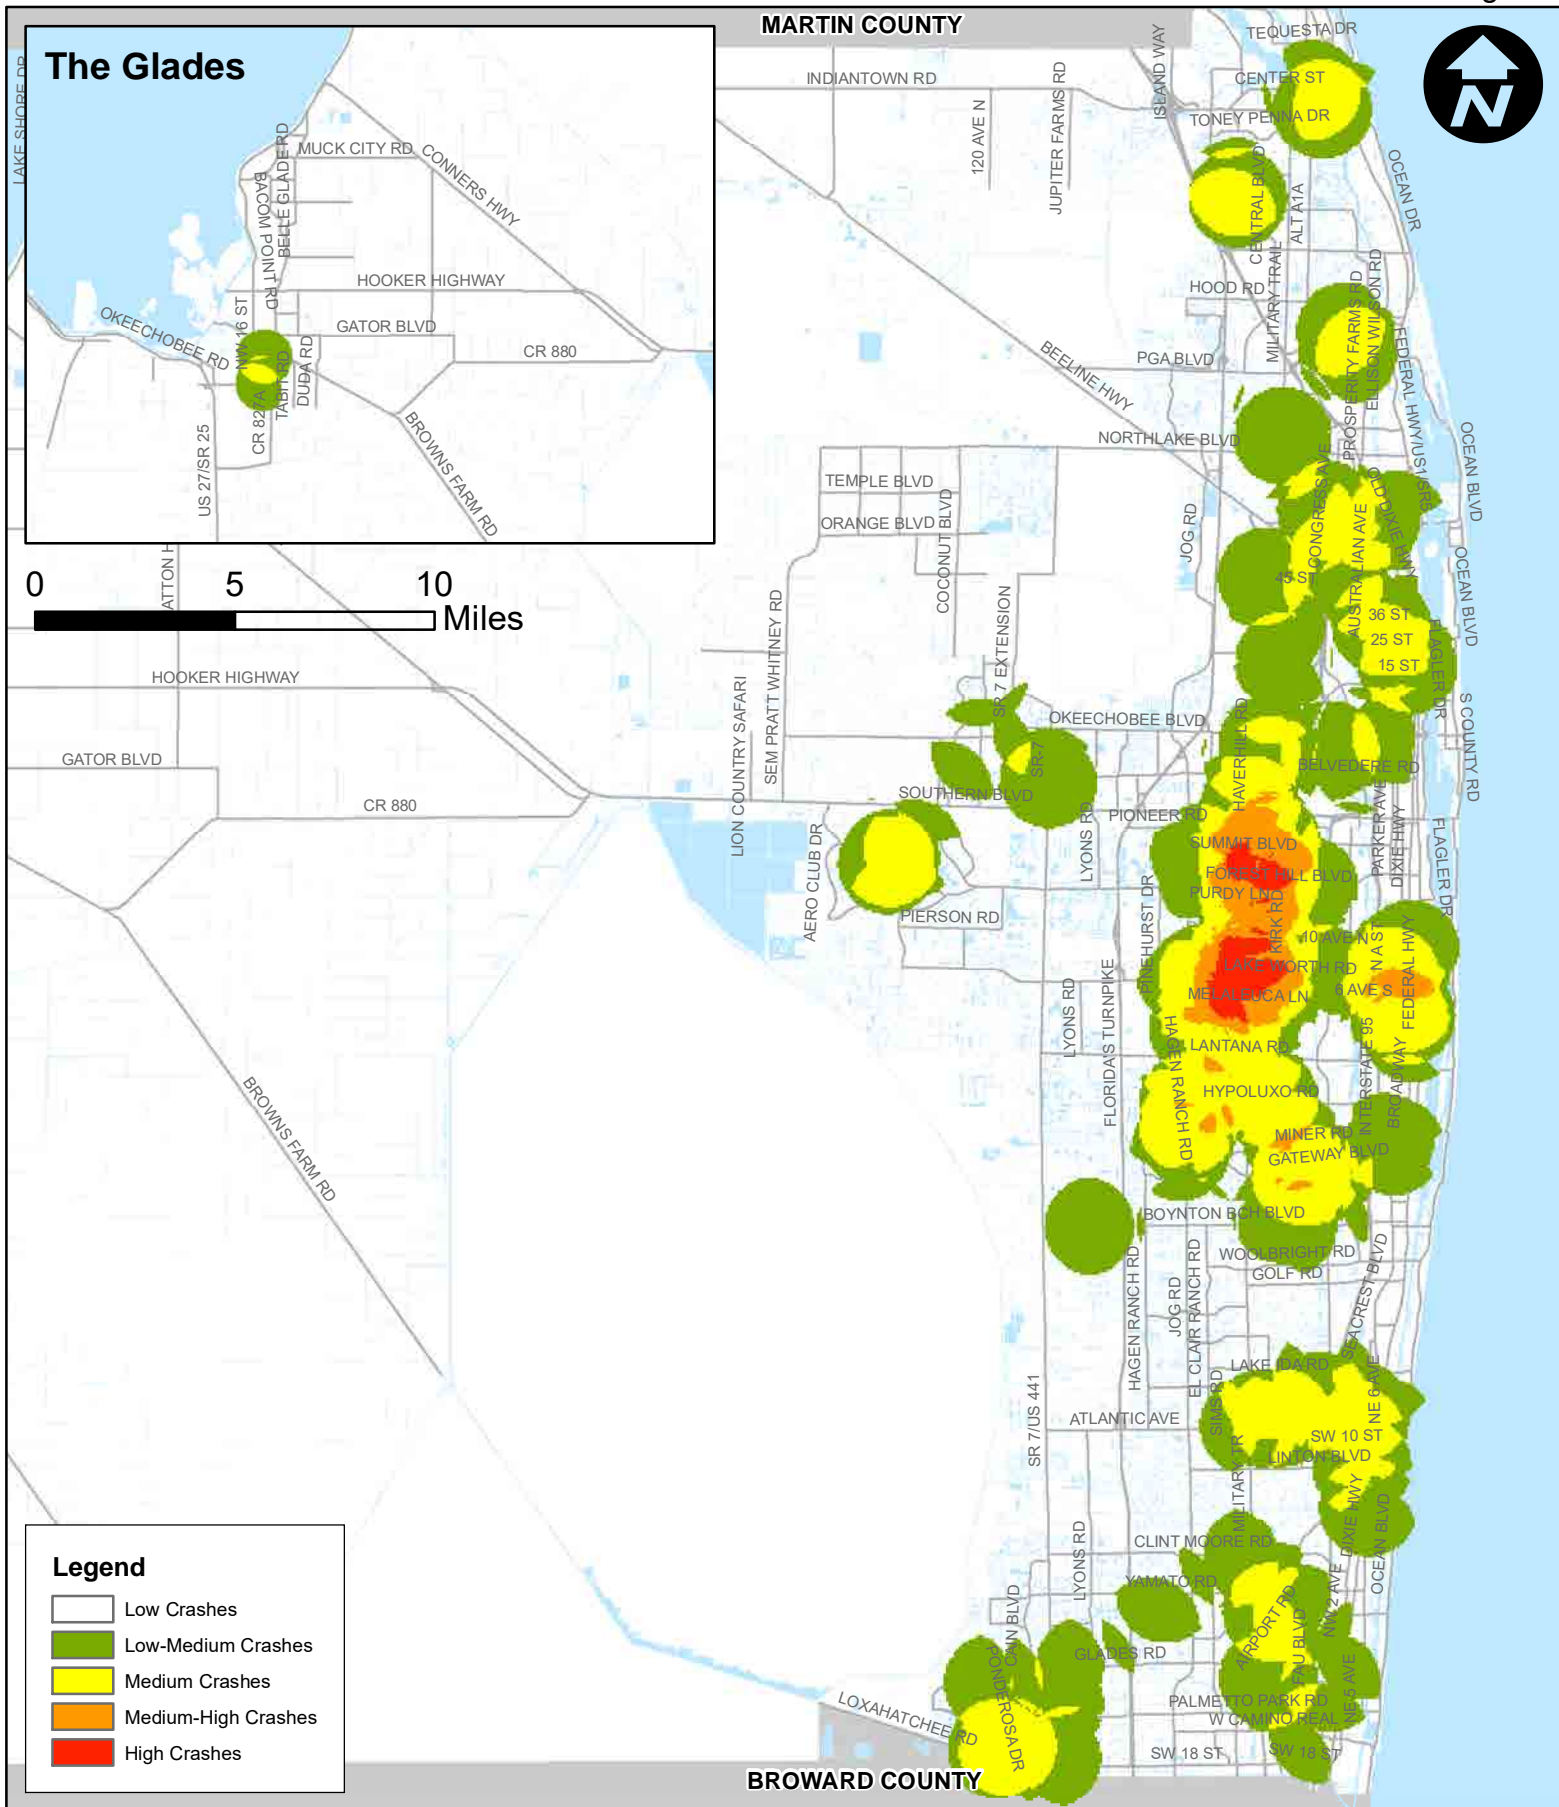 MARTIN COUNTY
The Glades
LAKE SHORE DR
MUCK CITY RD
CONNERS HWY
BACOM POINT RD
BELLE GLADE RD
HOOKER HIGHWAY
NW 16 ST
OKEECHOBEE RD
GATOR BLVD
CR 880
TABIT RD
DUDA RD
CR 827A
US 27/SR 25
BROWNS FARM RD
TEQUESTA DR
ISLAND WAY
INDIANTOWN RD
CENTER ST
120 AVE N
JUPITER FARMS RD
TONEY PENNA DR
N
OCEAN DR
CENTRAL BLVD
ALT A1A
MILITARY TRAIL
HOOD RD
PROSPERITY FARMS RD
ELLISON WILSON RD
FEDERAL HWY/US1/SR5
BEELINE HWY
PGA BLVD
NORTHLAKE BLVD
OCEAN BLVD
TEMPLE BLVD
ORANGE BLVD
COCONUT BLVD
JOG RD
CONGRESS AVE
OLD DIXIE HWY
AUSTRALIAN AVE
45 ST
OCEAN BLVD
0 5 10
Miles
36 ST
25 ST
15 ST
FLAGLER DR
SEM PRATT WHITNEY RD
SR 7 EXTENSION
HOOKER HIGHWAY
LION COUNTRY SAFARI
OKEECHOBEE BLVD
HAVERHILL RD
S COUNTY RD
GATOR BLVD
SR-7
BELVEDERE RD
SOUTHERN BLVD
CR 880
PIONEER RD
LYONS RD
PARKER AVE
DIXIE HWY
FLAGLER DR
AERO CLUB DR
SUMMIT BLVD
FOREST HILL BLVD
PURDY LN
PIERSON RD
PINEHURST DR
KIRK RD
10 AVE N
N A ST
FEDERAL HWY
LAKE WORTH RD
6 AVE S
MELALEUCA LN
LYONS RD
FLORIDA'S TURNPIKE
HAGEN RANCH RD
LANTANA RD
INTERSTATE 95
BROADWAY
HYPOLUXO RD
MINER RD
GATEWAY BLVD
BROWNS FARM RD
BOYNTON BCH BLVD
WOOLBRIGHT RD
GOLF RD
SEACREST BLVD
HAGEN RANCH RD
JOG RD
EL CLAIR RANCH RD
LAKE IDA RD
NE 6 AVE
SR 7/US 441
SIMS RD
ATLANTIC AVE
SW 10 ST
LINTON BLVD
MILITARY TR
DIXIE HWY
OCEAN BLVD
CLINT MOORE RD
LYONS RD
YAMATO RD
NW 2 AVE
AIRPORT RD
FAU BLVD
CAIN BLVD
PONDEROSA DR
GLADES RD
NE 5 AVE
PALMETTO PARK RD
W CAMINO REAL
LOXAHATCHEE RD
SW 18 ST
SW 18 ST
BROWARD COUNTY
Legend
Low Crashes
Low-Medium Crashes
Medium Crashes
Medium-High Crashes
High Crashes